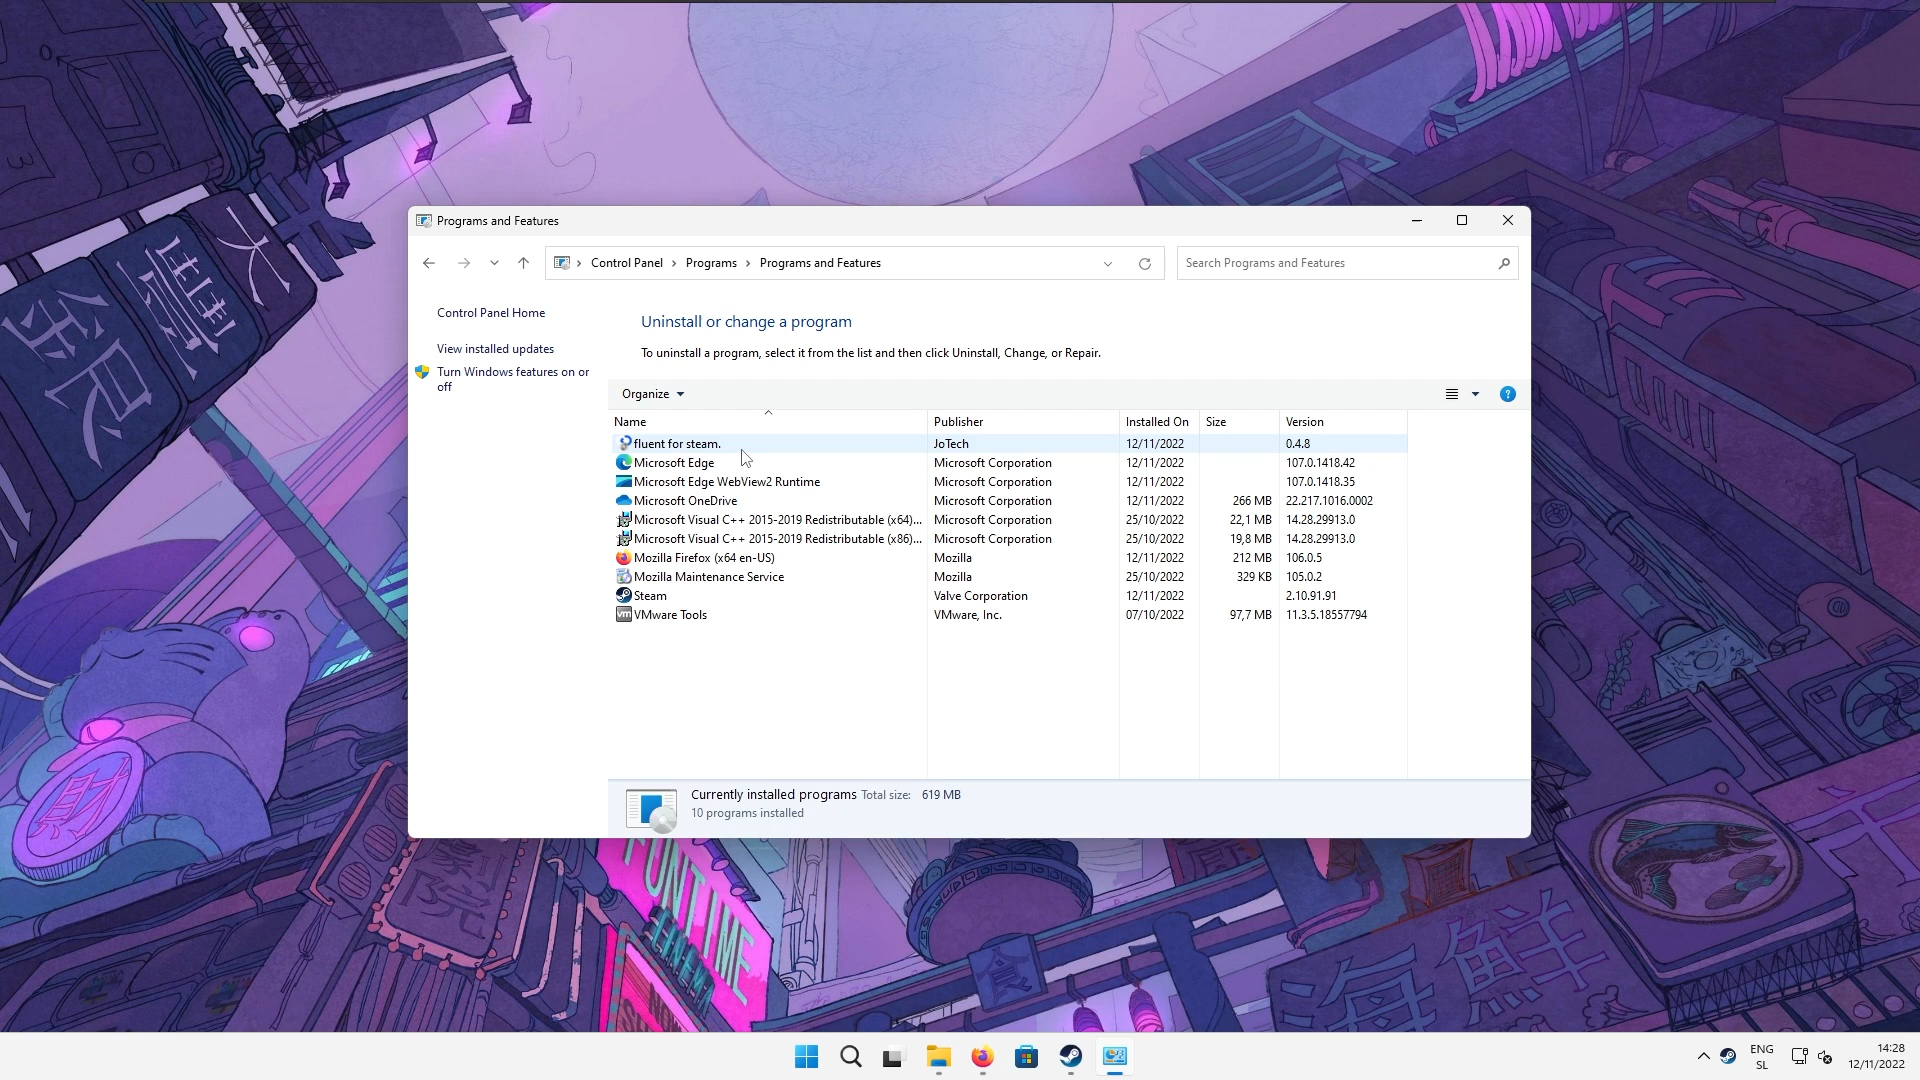 Programs and Features
Control Panel > Programs > Programs and Features
Search Programs and Features
Control Panel Home
View installed updates
Turn Windows features on or
off
Uninstall or change a program
To uninstall a program, select it from the list and then click Uninstall, Change, or Repair.
Organize
Name Publisher Installed On Size Version
fluent for steam. JoTech 12/11/2022 0.4.8
Microsoft Edge Microsoft Corporation 12/11/2022 107.0.1418.42
Microsoft Edge WebView2 Runtime Microsoft Corporation 12/11/2022 107.0.1418.35
Microsoft OneDrive Microsoft Corporation 12/11/2022 266 MB 22.217.1016.0002
Microsoft Visual C++ 2015-2019 Redistributable (x64)... Microsoft Corporation 25/10/2022 22,1 MB 14.28.29913.0
Microsoft Visual C++ 2015-2019 Redistributable (x86)... Microsoft Corporation 25/10/2022 19,8 MB 14.28.29913.0
Mozilla Firefox (x64 en-US) Mozilla 12/11/2022 212 MB 106.0.5
Mozilla Maintenance Service Mozilla 25/10/2022 329 KB 105.0.2
Steam Valve Corporation 12/11/2022 2.10.91.91
VMware Tools VMware, Inc. 07/10/2022 97,7 MB 11.3.5.18557794
Currently installed programs Total size: 619 MB
10 programs installed
FUNTIME
CINEMA
海鮮
ENG
SL
14:28
12/11/2022